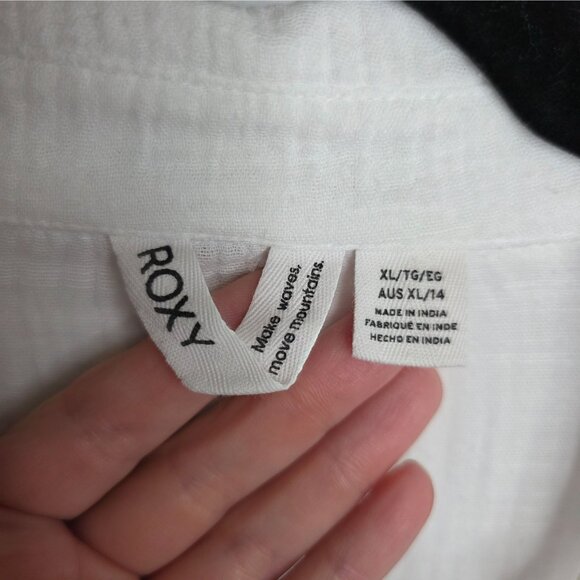 ROXY
Make waves,
move mountains.
XL/TG/EG
AUS XL/14
MADE IN INDIA
FABRIQUÉ EN INDE
HECHO EN INDIA